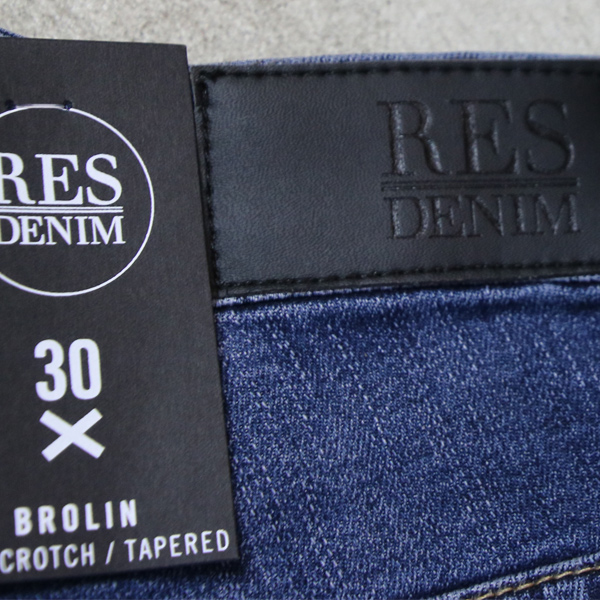 RES
DENIM
30
X
BROLIN
CROTCH / TAPERED
RES
DENIM